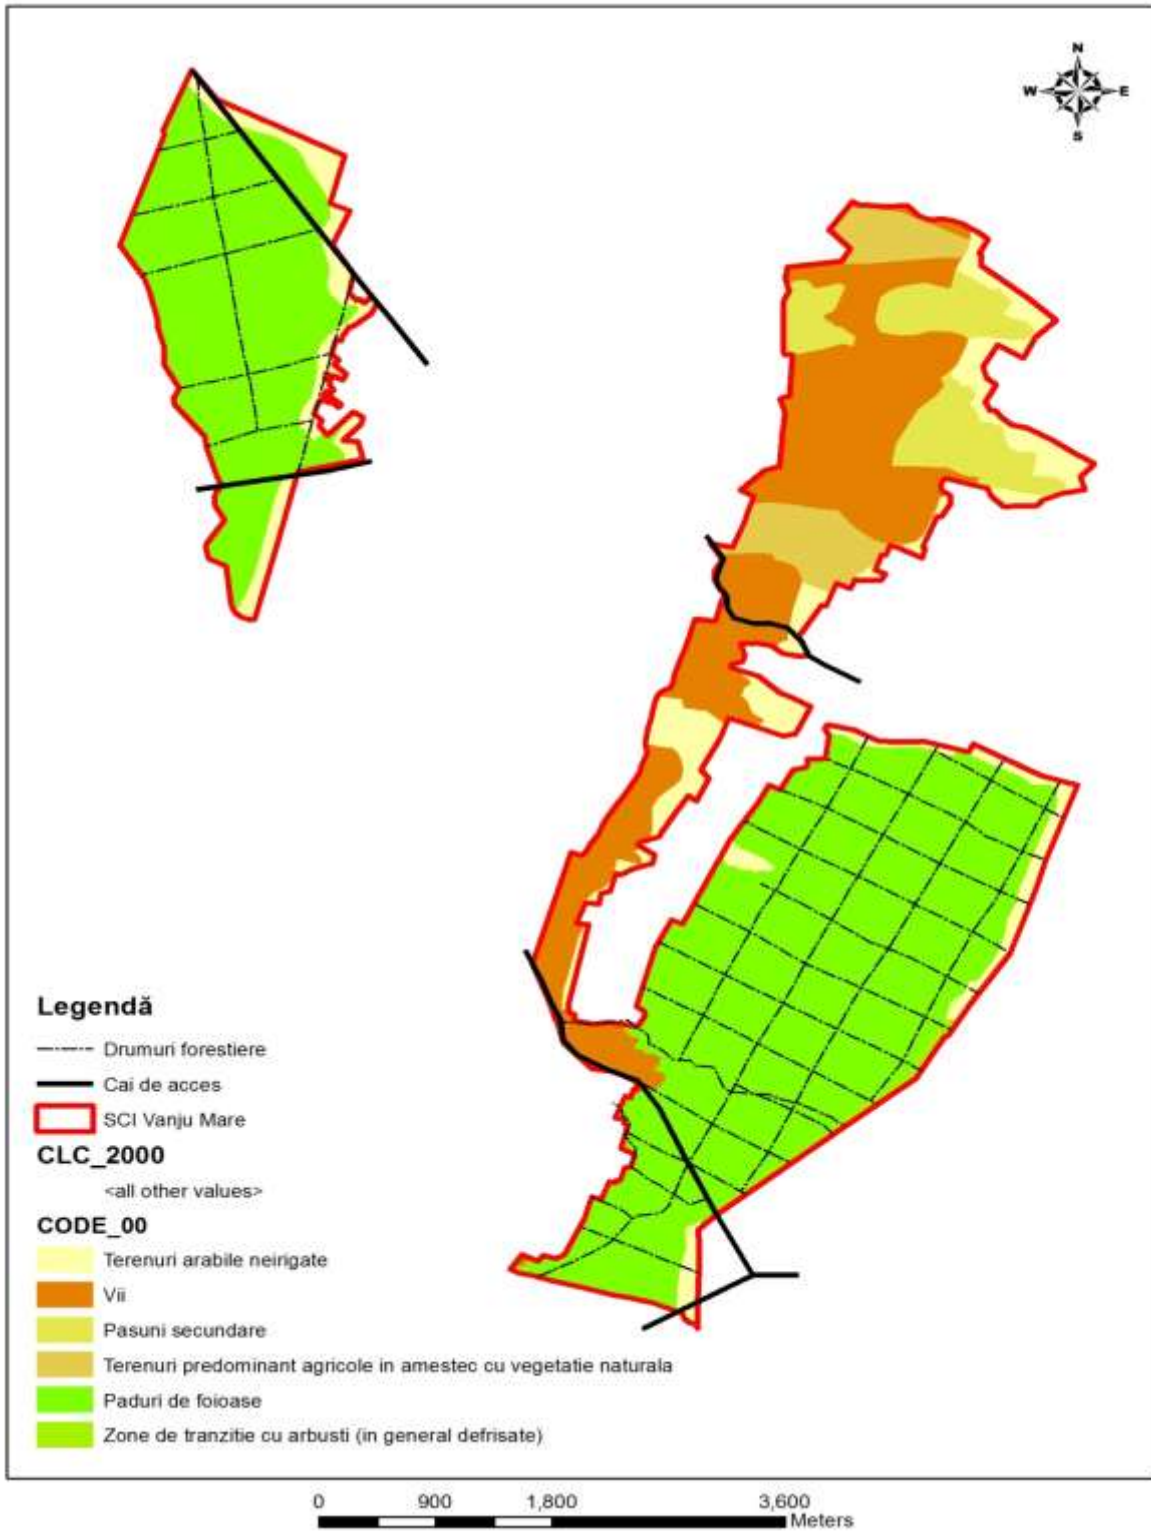 N
W E
S
Legendă
Drumuri forestiere
Cai de acces
SCI Vanju Mare
CLC_2000
<all other values>
CODE_00
Terenuri arabile neirigate
Vii
Pasuni secundare
Terenuri predominant agricole in amestec cu vegetatie naturala
Paduri de foioase
Zone de tranzitie cu arbusti (in general defrisate)
0 900 1,800 3,600
Meters